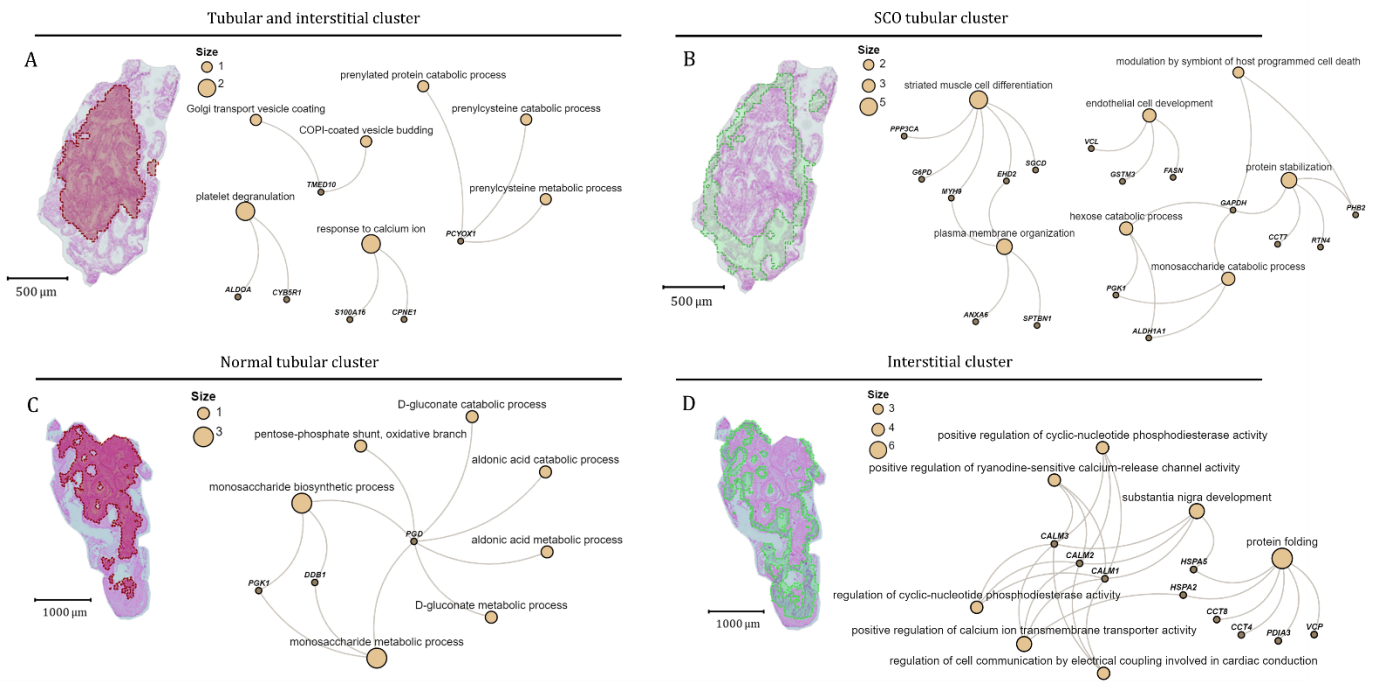 Tubular and interstitial cluster
A
Size
1
2
prenylated protein catabolic process
Golgi transport vesicle coating
prenylcysteine catabolic process
COPI-coated vesicle budding
TMED10
platelet degranulation
prenylcysteine metabolic process
response to calcium ion
PCYOX1
ALDOA
CYB5R1
S100A16
CPNE1
500 μm
SCO tubular cluster
B
Size
2
3
5
modulation by symbiont of host programmed cell death
striated muscle cell differentiation
endothelial cell development
PPP3CA
VCL
G6PD
SGCD
EHD2
MYH9
GSTM3
FASN
protein stabilization
GAPDH
PHB2
hexose catabolic process
plasma membrane organization
CCT7
RTN4
monosaccharide catabolic process
PGK1
ANXA6
SPTBN1
ALDH1A1
500 μm
Normal tubular cluster
C
Size
1
3
D-gluconate catabolic process
pentose-phosphate shunt, oxidative branch
aldonic acid catabolic process
monosaccharide biosynthetic process
PGD
aldonic acid metabolic process
PGK1
DDB1
D-gluconate metabolic process
monosaccharide metabolic process
1000 μm
Interstitial cluster
D
Size
3
4
6
positive regulation of cyclic-nucleotide phosphodiesterase activity
positive regulation of ryanodine-sensitive calcium-release channel activity
substantia nigra development
CALM3
protein folding
CALM2
CALM1
HSPA5
HSPA2
regulation of cyclic-nucleotide phosphodiesterase activity
CCT8
CCT4
PDIA3
VCP
positive regulation of calcium ion transmembrane transporter activity
regulation of cell communication by electrical coupling involved in cardiac conduction
1000 μm